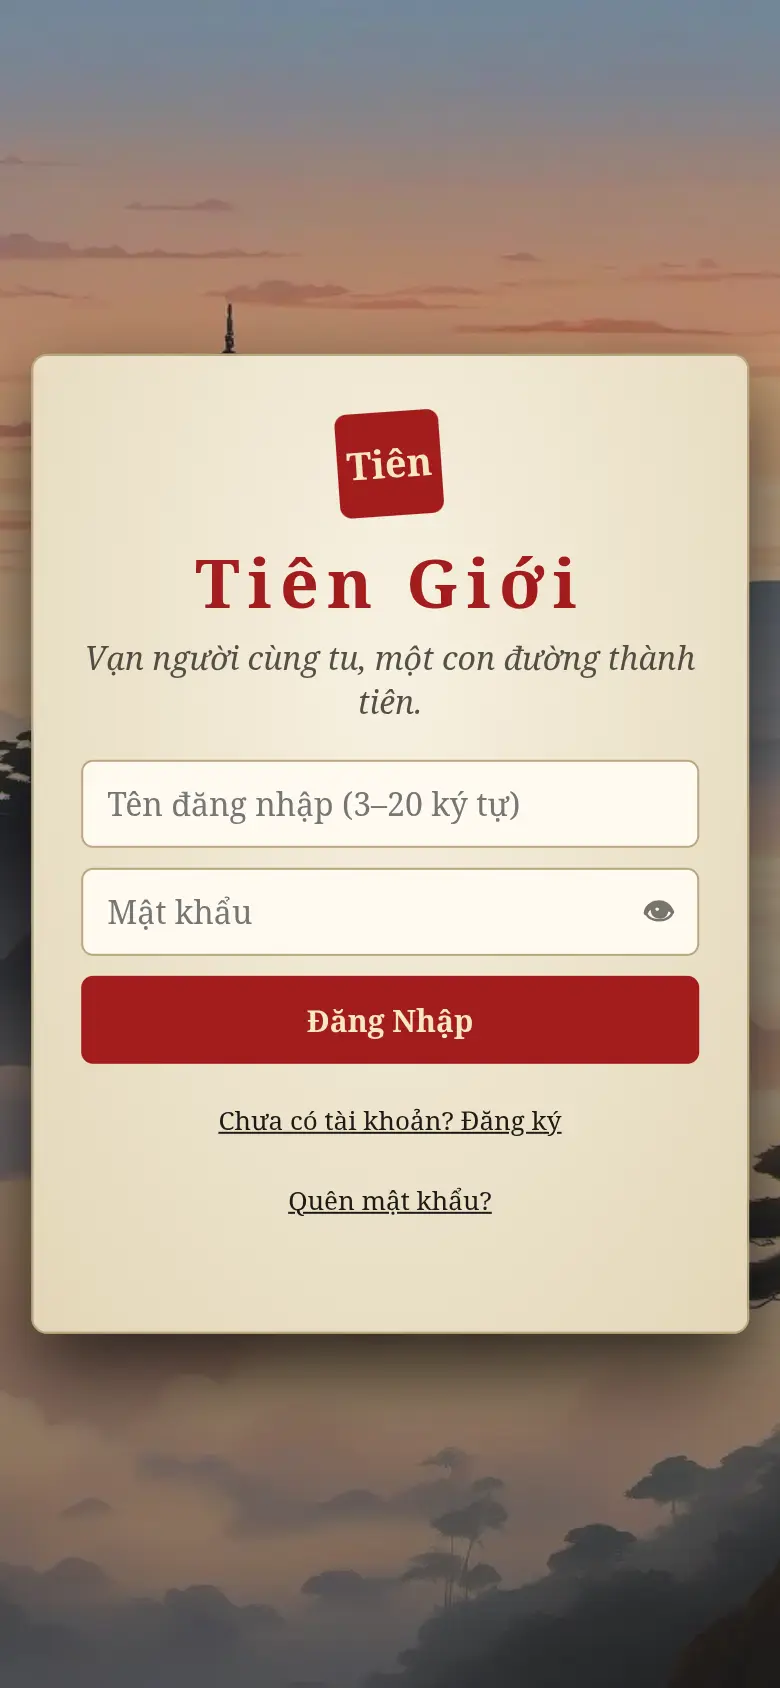 Tiên
Tiên Giới
Vạn người cùng tu, một con đường thành
tiên.
Tên đăng nhập (3–20 ký tự)
Mật khẩu
Đăng Nhập
Chưa có tài khoản? Đăng ký
Quên mật khẩu?